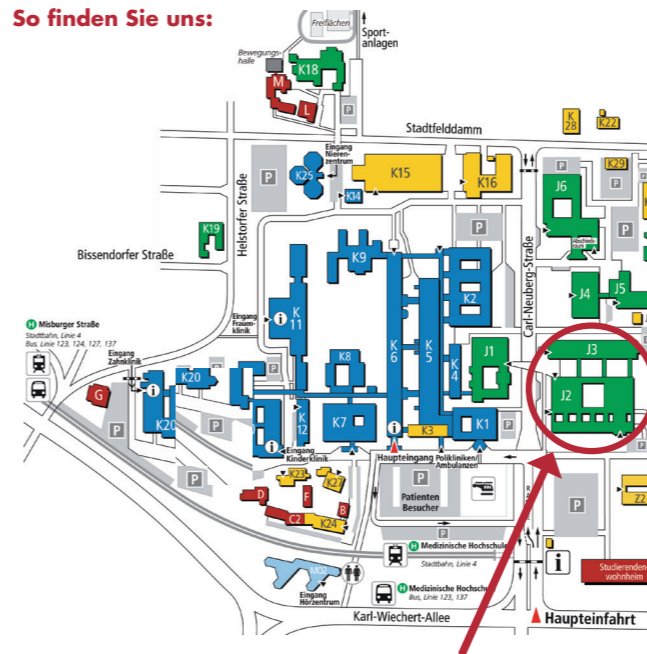 So finden Sie uns:
Freiflächen
Sport-
anlagen
Bewegungs-
halle
K18
M
L
P
Stadtfelddamm
K
28
K22
Eingang
Nieren-
zentrum
K15
K16
K29
P
K25
P
P
J6
K14
Helstorfer Straße
K19
Abschieds-
raum
Bissendorfer Straße
K9
K2
Carl-Neuberg-Straße
J4
J5
Eingang
Frauen-
klinik
i
K
11
H Misburger Straße
Stadtbahn, Linie 4
Bus, Linie 123, 124, 127, 137
K
6
K
5
J1
J3
Eingang
Zahnklinik
K8
K
4
K20
J2
G
i
K20
K
12
K7
i
K3
K1
P
P
i
Eingang
Kinderklinik
Haupteingang
Polikliniken/
Ambulanzen
P
P
K23
K27
P
Patienten
Besucher
D
F
B
C2
K24
P
Z2
P
H Medizinische Hochschule
Stadtbahn, Linie 4
i
Studierenden-
wohnheim
Eingang
Hörzentrum
H Medizinische Hochschule
Bus, Linie 123, 137
Karl-Wiechert-Allee
Haupteinfahrt